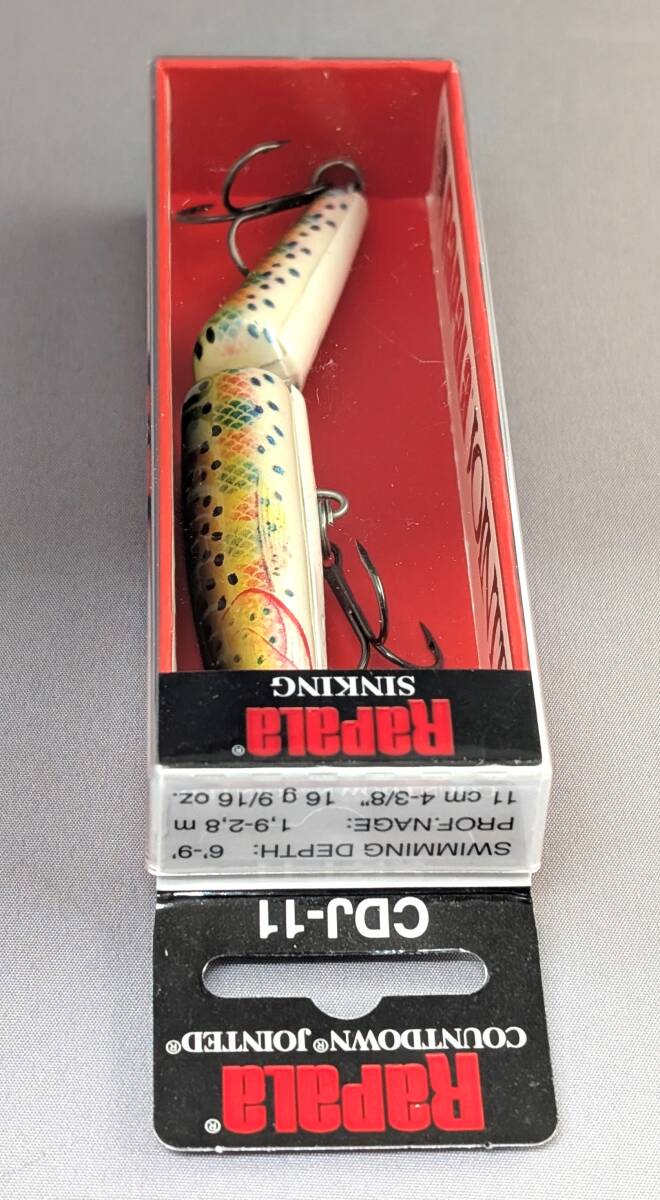 RAPALA®
COUNTDOWN® JOINTED®
CDJ-11
SWIMMING DEPTH: 6'-9'
PROF.NAGE: 1,9-2,8 m
11 cm 4-3/8" 16 g 9/16 oz.
RAPALA®
SINKING